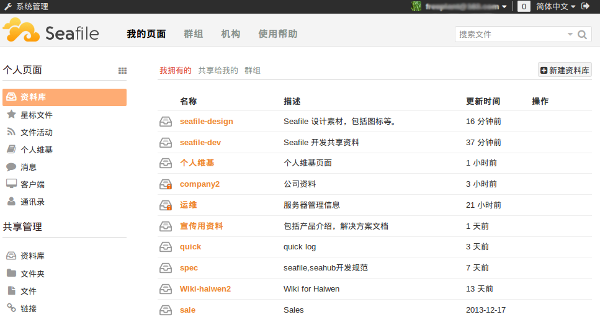 系统管理 0 简体中文
Seafile 我的页面 群组 机构 使用帮助 搜索文件
个人页面
资料库
星标文件
文件活动
个人维基
消息
客户端
通讯录
共享管理
资料库
文件夹
文件
链接
我拥有的 共享给我的 群组 新建资料库
名称 描述 更新时间 操作
seafile-design Seafile 设计素材，包括图标等。 16 分钟前
seafile-dev Seafile 开发共享资料 37 分钟前
个人维基 个人维基页面 1 小时前
company2 公司资料 3 小时前
运维 服务器管理信息 21 小时前
宣传用资料 包括产品介绍，解决方案文档 1 天前
quick quick log 3 天前
spec seafile,seahub开发规范 7 天前
Wiki-haiwen2 Wiki for Haiwen 13 天前
sale Sales 2013-12-17